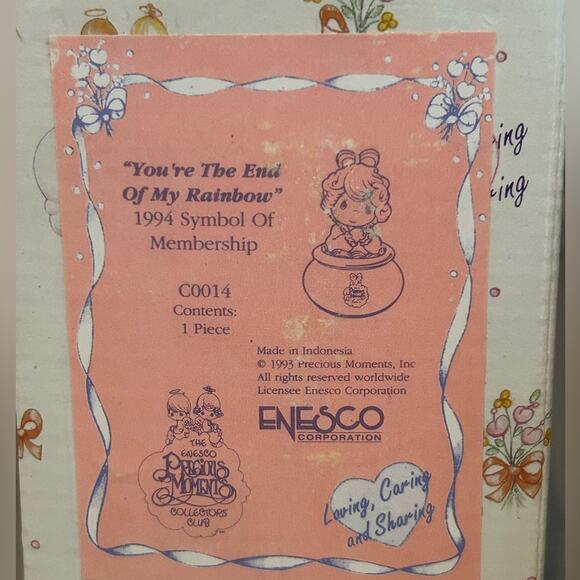 "You're The End
Of My Rainbow"
1994 Symbol Of
Membership
C0014
Contents:
1 Piece
Made in Indonesia
© 1993 Precious Moments, Inc
All rights reserved worldwide
Licensee Enesco Corporation
ENESCO
CORPORATION
THE
ENESCO
PRECIOUS
MOMENTS
COLLECTORS'
CLUB
Loving, Caring
and Sharing
ing
ing